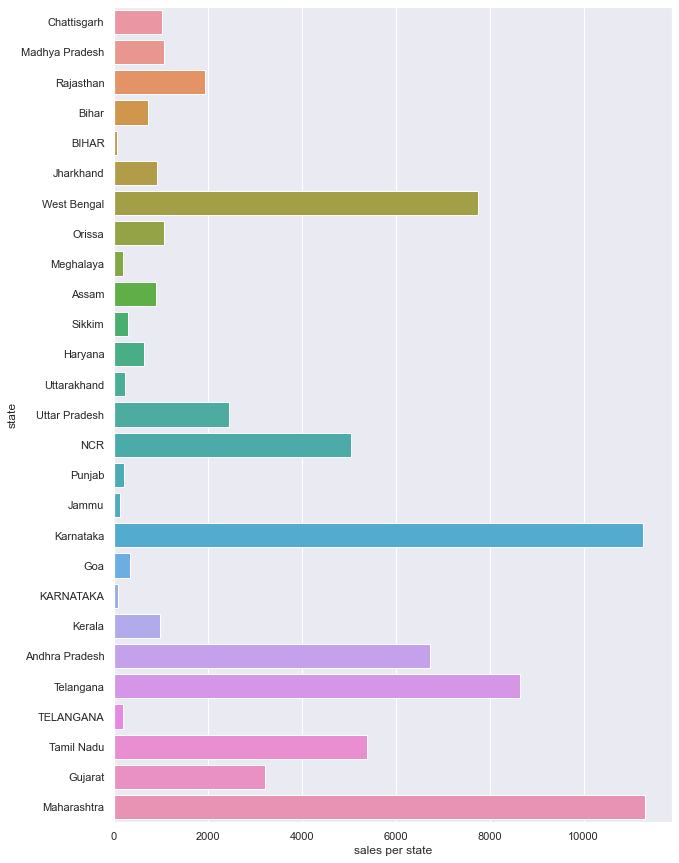 Chattisgarh
Madhya Pradesh
Rajasthan
Bihar
BIHAR
Jharkhand
West Bengal
Orissa
Meghalaya
Assam
Sikkim
Haryana
Uttarakhand
Uttar Pradesh
NCR
Punjab
Jammu
Karnataka
Goa
KARNATAKA
Kerala
Andhra Pradesh
Telangana
TELANGANA
Tamil Nadu
Gujarat
Maharashtra
state
0 2000 4000 6000 8000 10000
sales per state